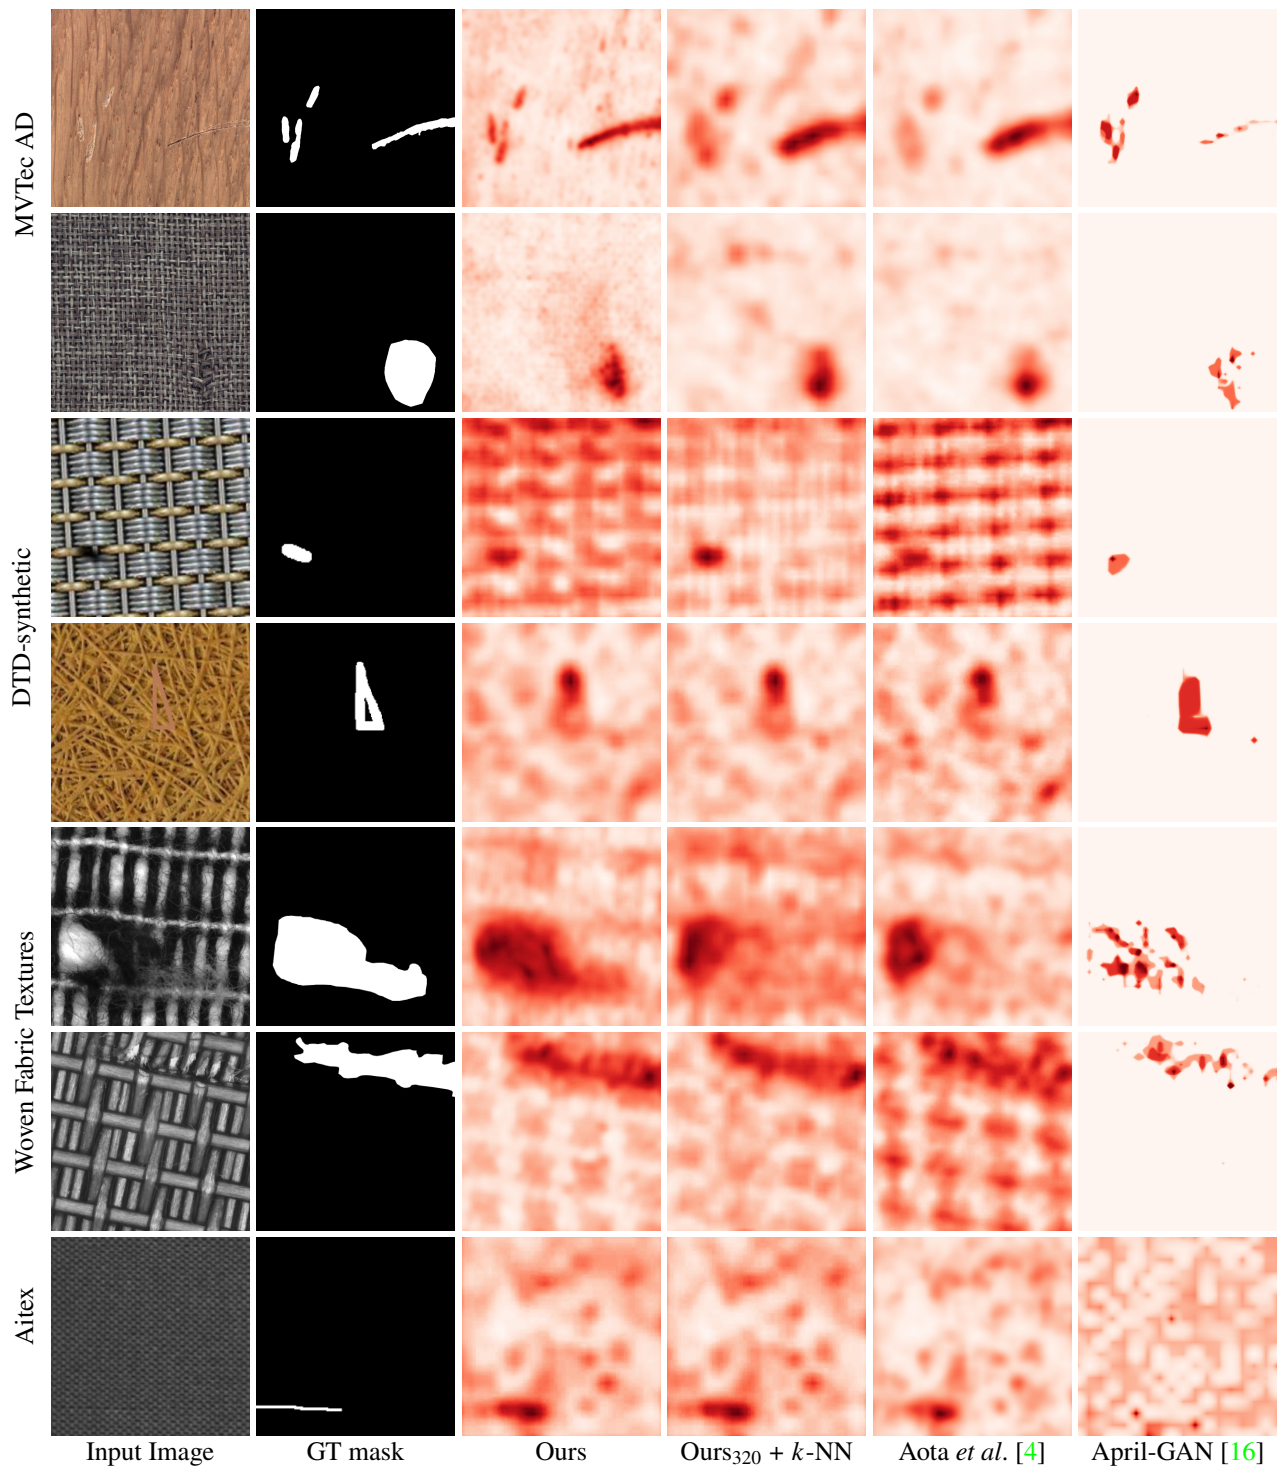 MVTec AD
DTD-synthetic
Woven Fabric Textures
Aitex
Input Image GT mask Ours Ours₃₂₀ + k-NN Aota et al. [4] April-GAN [16]